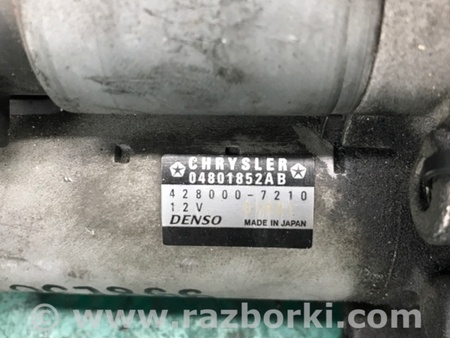 CHRYSLER
04801852AB
428000-7210
12V
DENSO MADE IN JAPAN
www.razborki.com